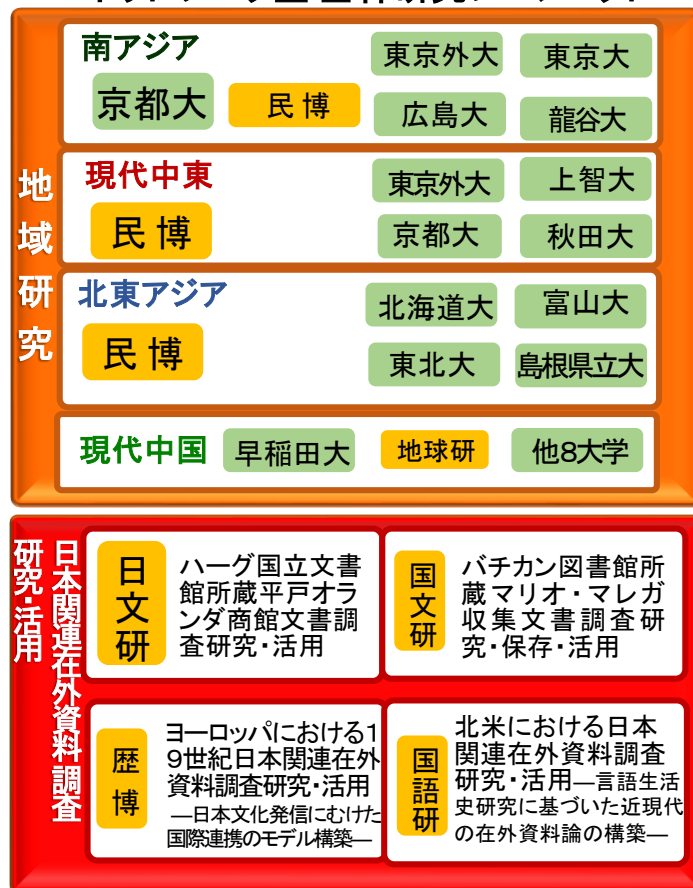 地域研究
南アジア
京都大
民博
東京外大
東京大
広島大
龍谷大
現代中東
民博
東京外大
上智大
京都大
秋田大
北東アジア
民博
北海道大
富山大
東北大
島根県立大
現代中国
早稲田大
地球研
他8大学
日本関連在外資料調査
研究・活用
日文研
ハーグ国立文書
館所蔵平戸オラ
ンダ商館文書調
査研究・活用
国文研
バチカン図書館所
蔵マリオ・マレガ
収集文書調査研
究・保存・活用
歴博
ヨーロッパにおける1
9世紀日本関連在外
資料調査研究・活用
―日本文化発信にむけた
国際連携のモデル構築―
国語研
北米における日本
関連在外資料調査
研究・活用―言語生活
史研究に基づいた近現代
の在外資料論の構築―